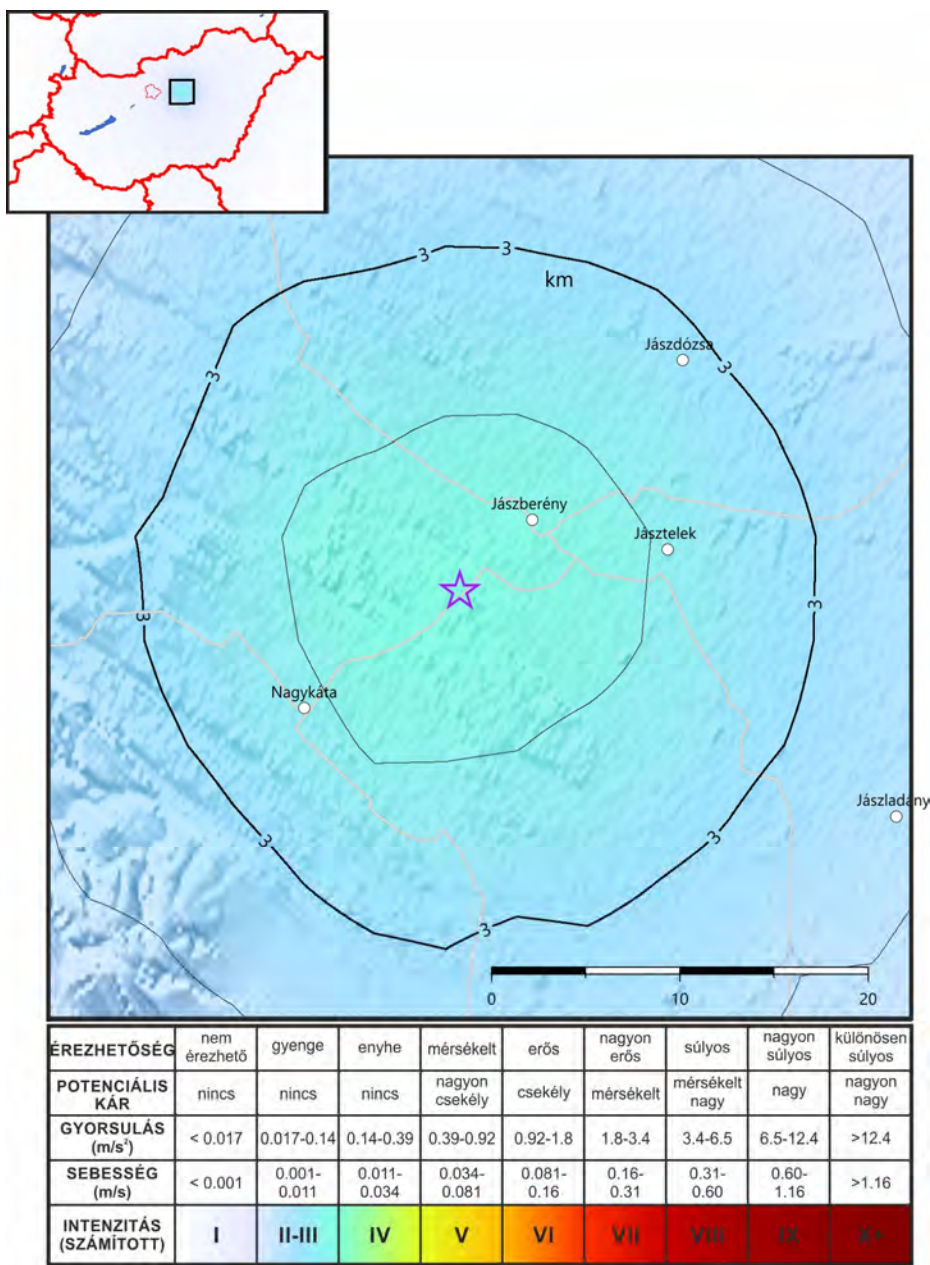 3
3
km
Jászdózsa
3
3
Jászberény
Jásztelek
3
3
Nagykáta
Jászladány
3
3
3
0
10
20
ÉREZHETŐSÉG
nem
érezhető
gyenge
enyhe
mérsékelt
erős
nagyon
erős
súlyos
nagyon
súlyos
különösen
súlyos
POTENCIÁLIS
KÁR
nincs
nincs
nincs
nagyon
csekély
csekély
mérsékelt
mérsékelt
nagy
nagy
nagyon
nagy
GYORSULÁS
(m/s²)
< 0.017
0.017-0.14
0.14-0.39
0.39-0.92
0.92-1.8
1.8-3.4
3.4-6.5
6.5-12.4
>12.4
SEBESSÉG
(m/s)
< 0.001
0.001-
0.011
0.011-
0.034
0.034-
0.081
0.081-
0.16
0.16-
0.31
0.31-
0.60
0.60-
1.16
>1.16
INTENZITÁS
(SZÁMÍTOTT)
I
II-III
IV
V
VI
VII
VIII
IX
X+